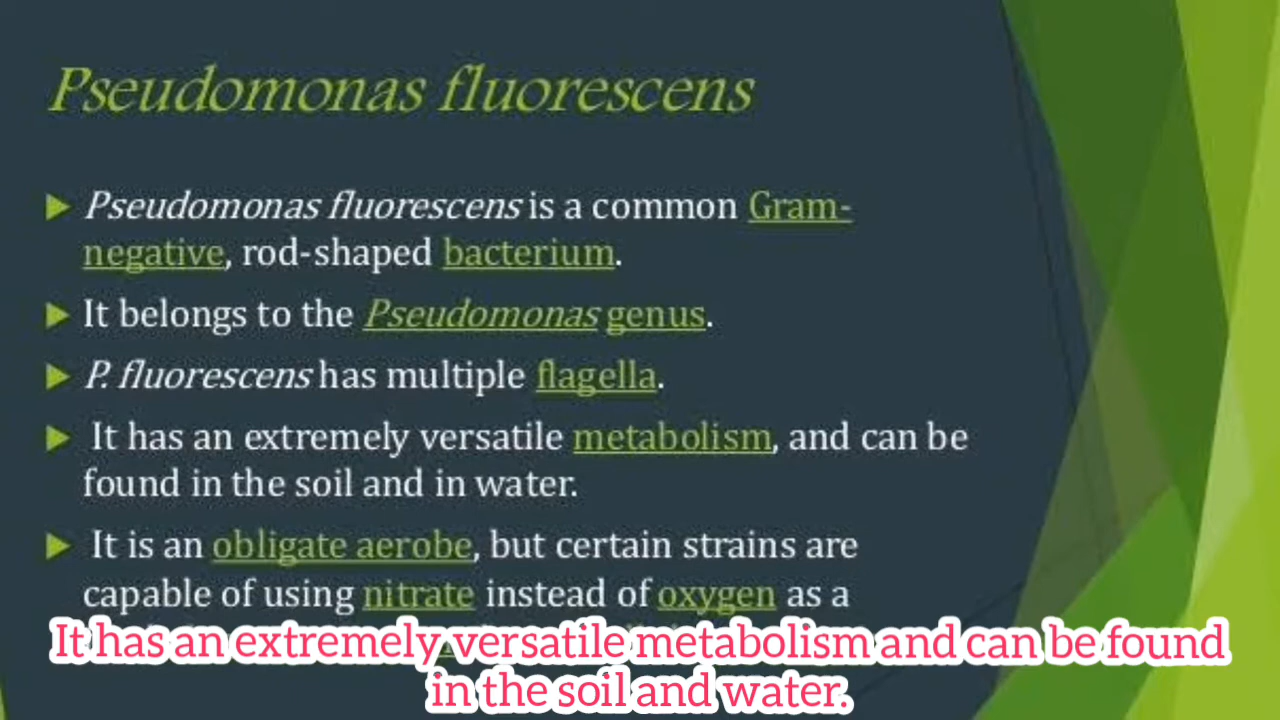 Pseudomonas fluorescens
Pseudomonas fluorescens is a common Gram-
negative, rod-shaped bacterium.
It belongs to the Pseudomonas genus.
P. fluorescens has multiple flagella.
It has an extremely versatile metabolism, and can be
found in the soil and in water.
It is an obligate aerobe, but certain strains are
capable of using nitrate instead of oxygen as a
It has an extremely versatile metabolism and can be found
in the soil and water.